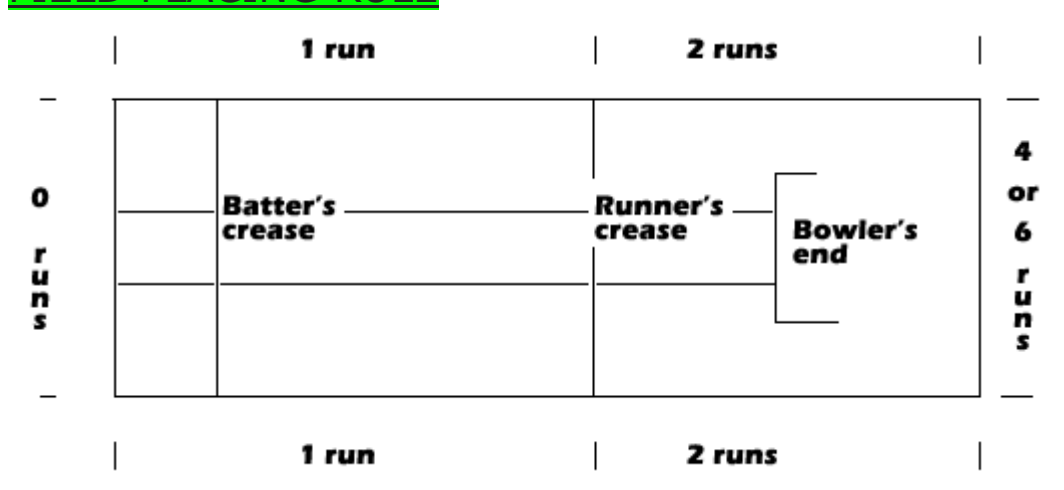 1 run 2 runs
0 runs
Batter's crease
Runner's crease
Bowler's end
4 or 6 runs
1 run 2 runs